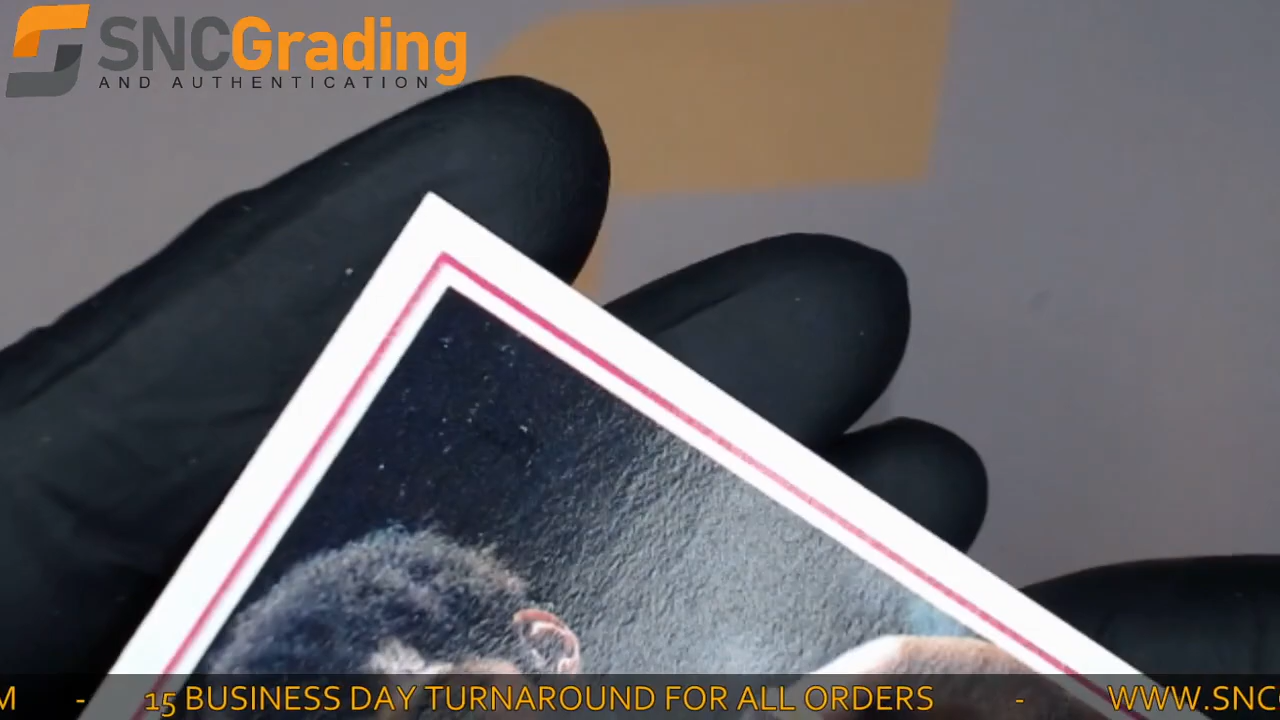 SNCGrading
AND AUTHENTICATION
M - 15 BUSINESS DAY TURNAROUND FOR ALL ORDERS - WWW.SNC